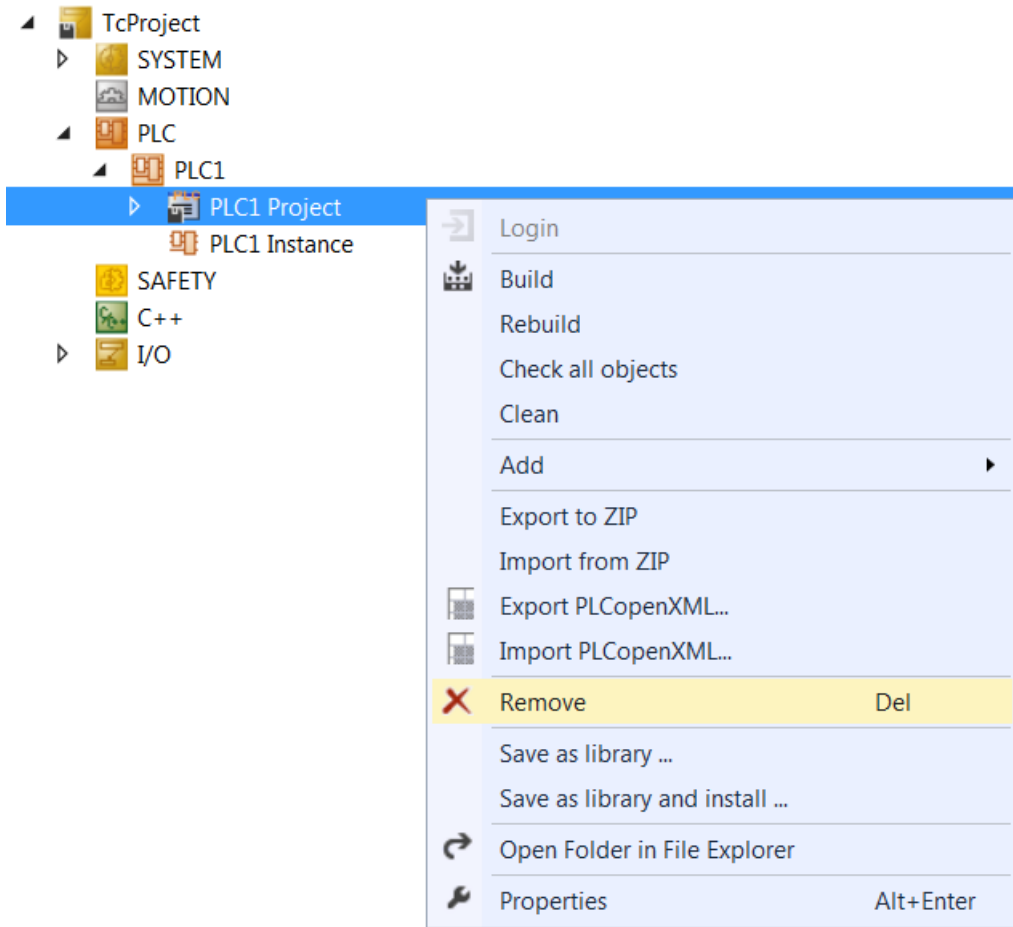 TcProject
SYSTEM
MOTION
PLC
PLC1
PLC1 Project
PLC1 Instance
SAFETY
C++
I/O
Login
Build
Rebuild
Check all objects
Clean
Add
Export to ZIP
Import from ZIP
Export PLCopenXML...
Import PLCopenXML...
Remove Del
Save as library ...
Save as library and install ...
Open Folder in File Explorer
Properties Alt+Enter